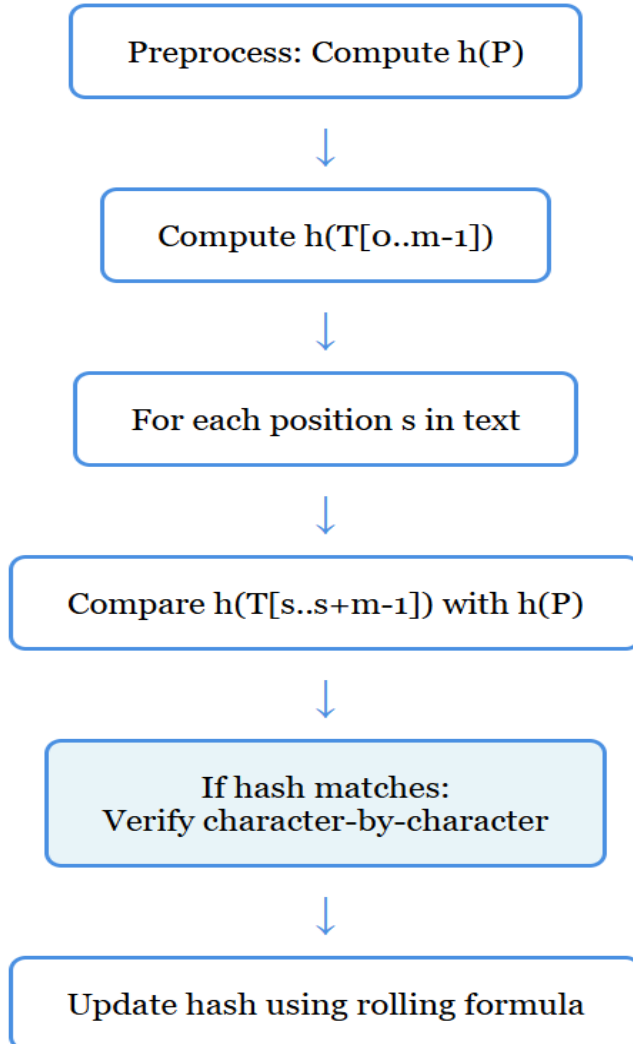 Preprocess: Compute h(P)
↓
Compute h(T[0..m-1])
↓
For each position s in text
↓
Compare h(T[s..s+m-1]) with h(P)
↓
If hash matches:
Verify character-by-character
↓
Update hash using rolling formula